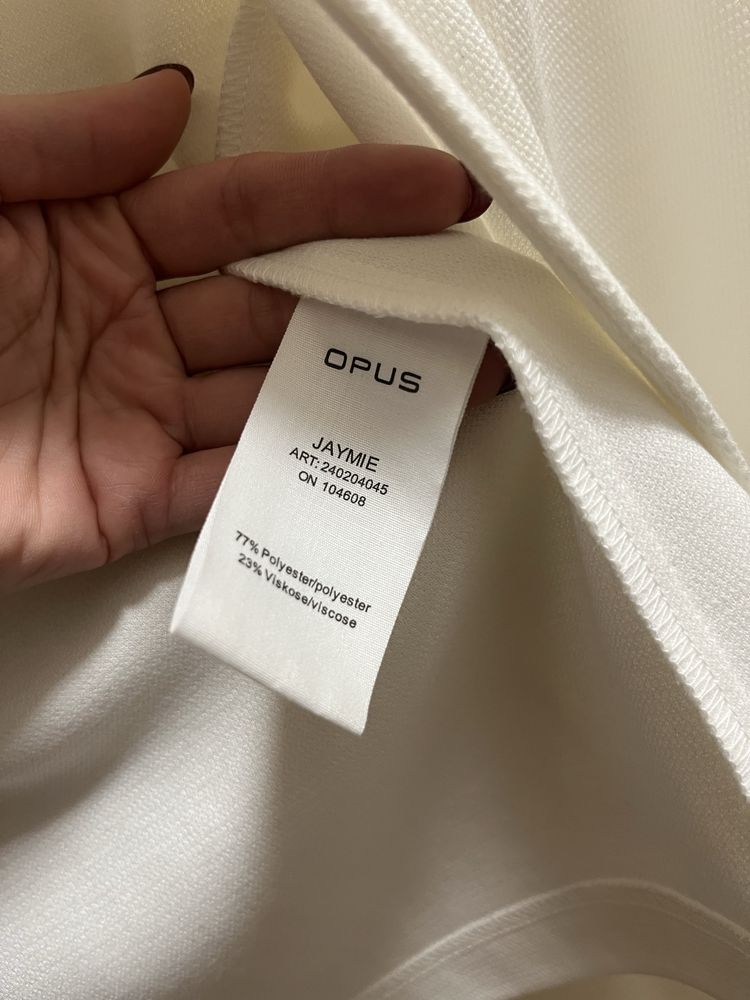 OPUS
JAYMIE
ART: 240204045
ON 104608
77% Polyester/polyester
23% Viskose/viscose